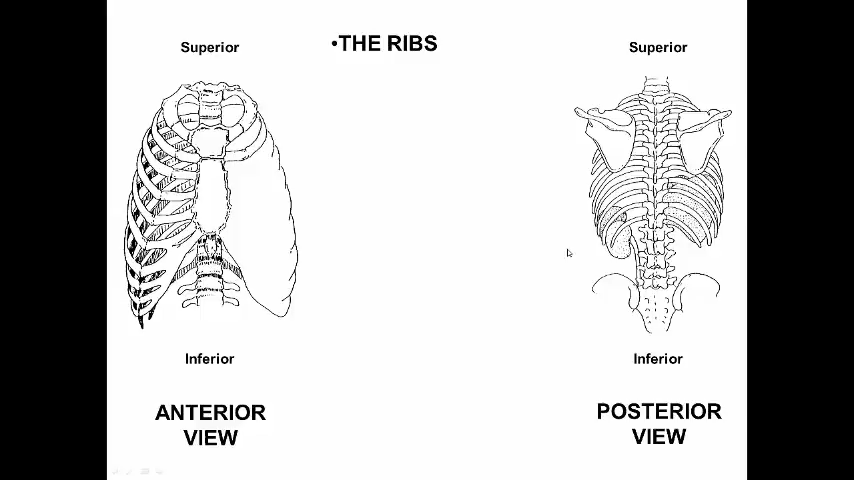 •THE RIBS
Superior
Superior
Inferior
Inferior
ANTERIOR
VIEW
POSTERIOR
VIEW